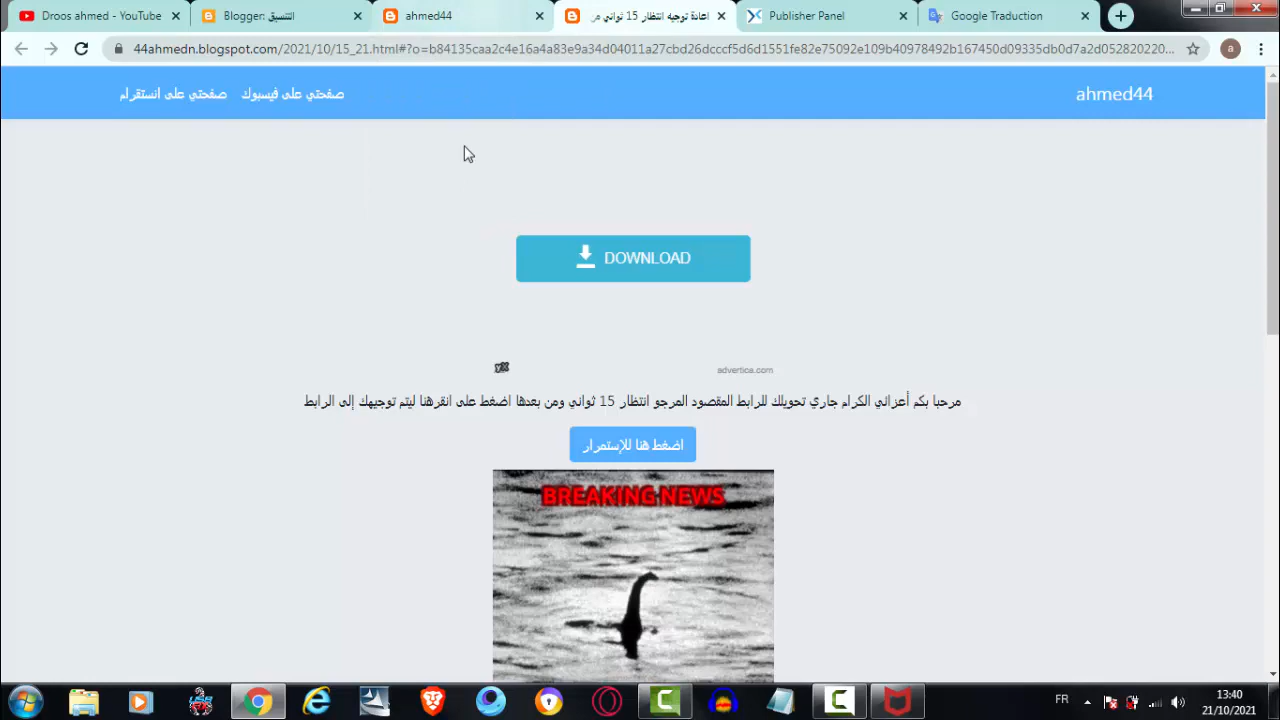 Droos ahmed - YouTube
Blogger: التنسيق
ahmed44
اعادة توجيه انتظار 15 ثواني مر
Publisher Panel
Google Traduction
44ahmedn.blogspot.com/2021/10/15_21.html#?o=b84135caa2c4e16a4a83e9a34d04011a27cbd26dcccf5d6d1551fe82e75092e109b40978492b167450d09335db0d7a2d052820220...
a
ahmed44
صفحتي على فيسبوك
صفحتي على انستقرام
DOWNLOAD
advertica.com
مرحبا بكم أعزائي الكرام جاري تحويلك للرابط المقصود المرجو انتظار 15 ثواني ومن بعدها اضغط على انقرهنا ليتم توجيهك إلى الرابط
اضغط هنا للإستمرار
BREAKING NEWS
FR
13:40
21/10/2021